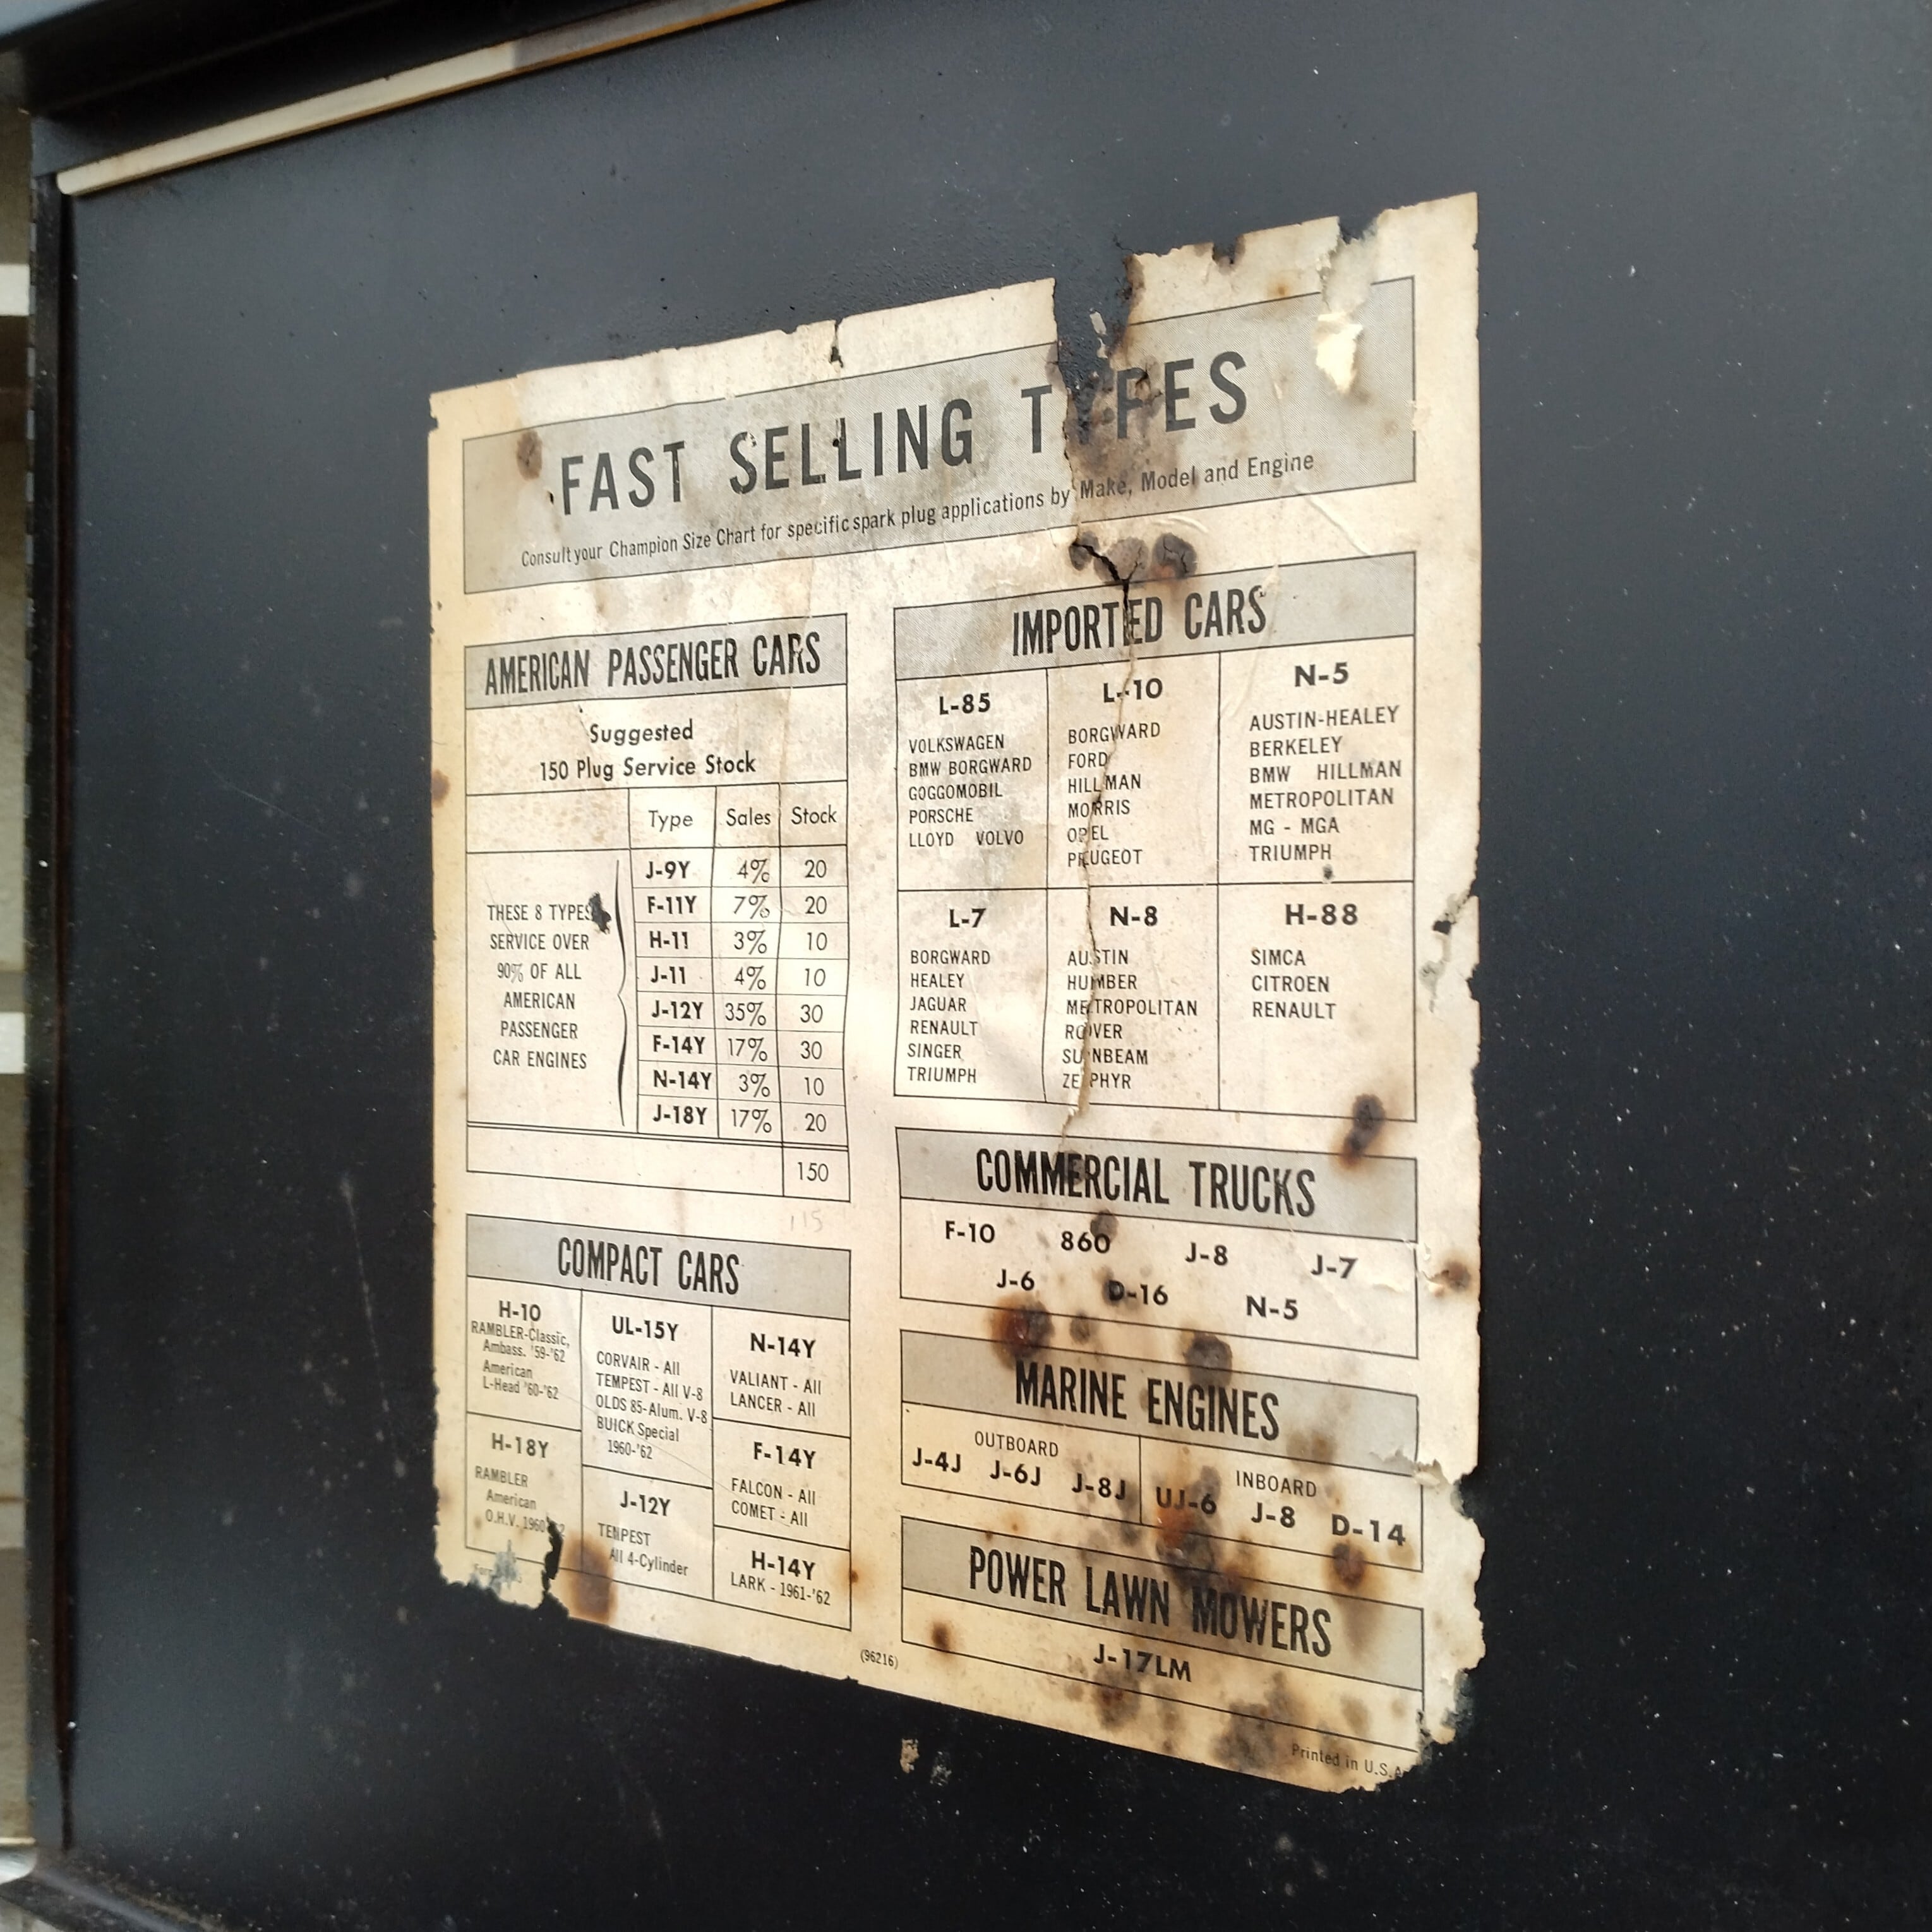 FAST SELLING TYPES
Consult your Champion Size Chart for specific spark plug applications by Make, Model and Engine
AMERICAN PASSENGER CARS
Suggested
150 Plug Service Stock
Type Sales Stock
THESE 8 TYPES
SERVICE OVER
90% OF ALL
AMERICAN
PASSENGER
CAR ENGINES
J-9Y 4% 20
F-11Y 7% 20
H-11 3% 10
J-11 4% 10
J-12Y 35% 30
F-14Y 17% 30
N-14Y 3% 10
J-18Y 17% 20
150
115
COMPACT CARS
H-10
RAMBLER-Classic,
Ambass. '59-'62
American
L-Head '60-'62
H-18Y
RAMBLER
American
O.H.V. 1960
UL-15Y
CORVAIR - All
TEMPEST - All V-8
OLDS 85-Alum. V-8
BUICK Special
1960-'62
J-12Y
TEMPEST
All 4-Cylinder
N-14Y
VALIANT - All
LANCER - All
F-14Y
FALCON - All
COMET - All
H-14Y
LARK - 1961-'62
IMPORTED CARS
L-85
VOLKSWAGEN
BMW BORGWARD
GOGGOMOBIL
PORSCHE
LLOYD VOLVO
L-10
BORGWARD
FORD
HILLMAN
MORRIS
OPEL
PEUGEOT
N-5
AUSTIN-HEALEY
BERKELEY
BMW HILLMAN
METROPOLITAN
MG - MGA
TRIUMPH
L-7
BORGWARD
HEALEY
JAGUAR
RENAULT
SINGER
TRIUMPH
N-8
AUSTIN
HUMBER
METROPOLITAN
ROVER
SUNBEAM
ZEPHYR
H-88
SIMCA
CITROEN
RENAULT
COMMERCIAL TRUCKS
F-10 860 J-8 J-7
J-6 D-16 N-5
MARINE ENGINES
OUTBOARD
J-4J J-6J J-8J
INBOARD
UJ-6 J-8 D-14
POWER LAWN MOWERS
J-17LM
(96216)
Printed in U.S.A.